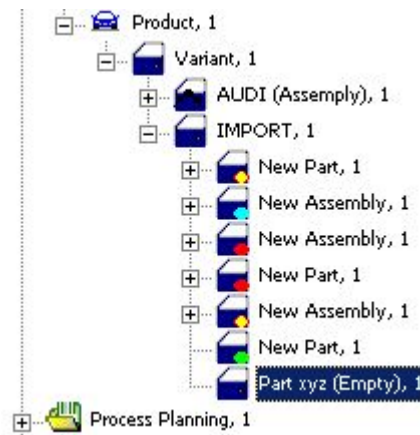 Product, 1
Variant, 1
AUDI (Assemply), 1
IMPORT, 1
New Part, 1
New Assembly, 1
New Assembly, 1
New Part, 1
New Assembly, 1
New Part, 1
Part xyz (Empty), 1
Process Planning, 1